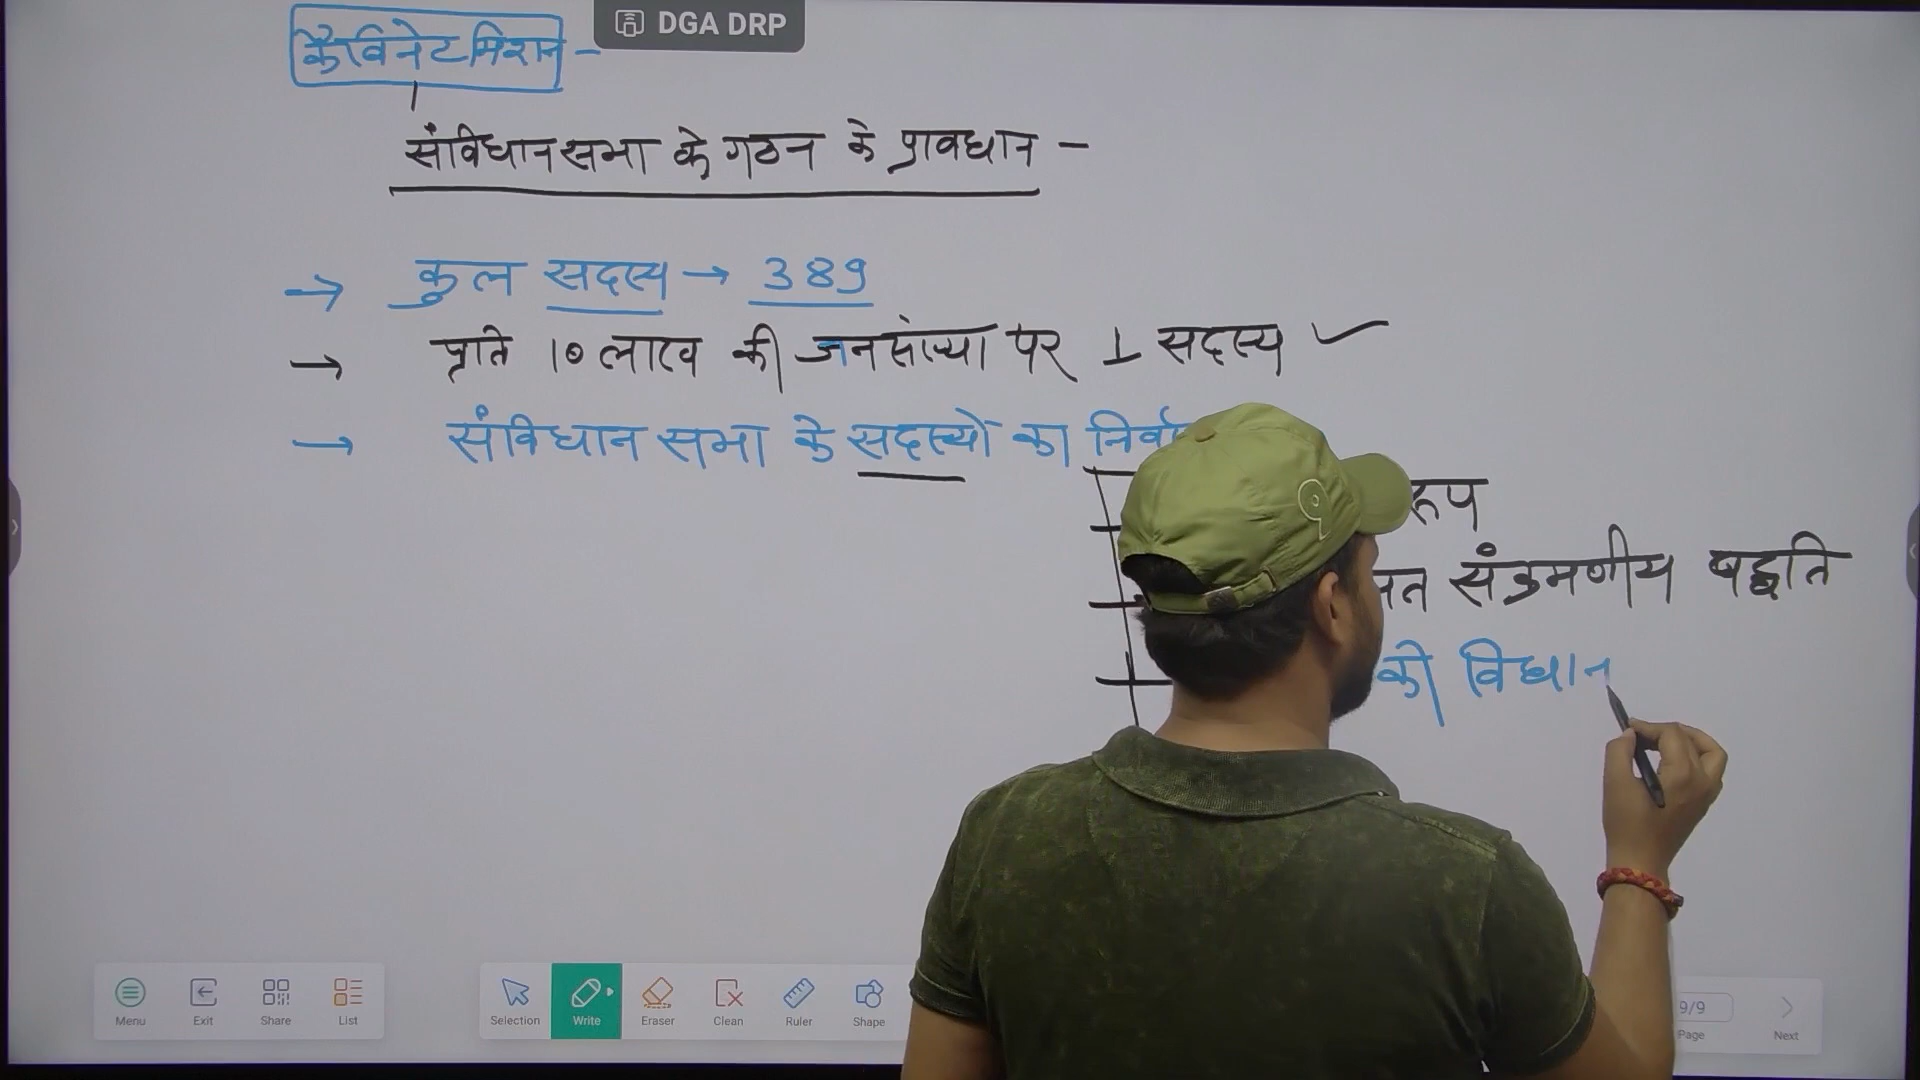 DGA DRP
कैबिनेट मिशन -
संविधान सभा के गठन के प्रावधान -
→ कुल सदस्य → 389
→ प्रति 10 लाख की जनसंख्या पर 1 सदस्य ✓
→ संविधान सभा के सदस्यों का
रूप
संक्रमणीय पद्धति
की विधान
Menu Exit Share List Selection Write Eraser Clean Ruler Shape 9/9 Page Next